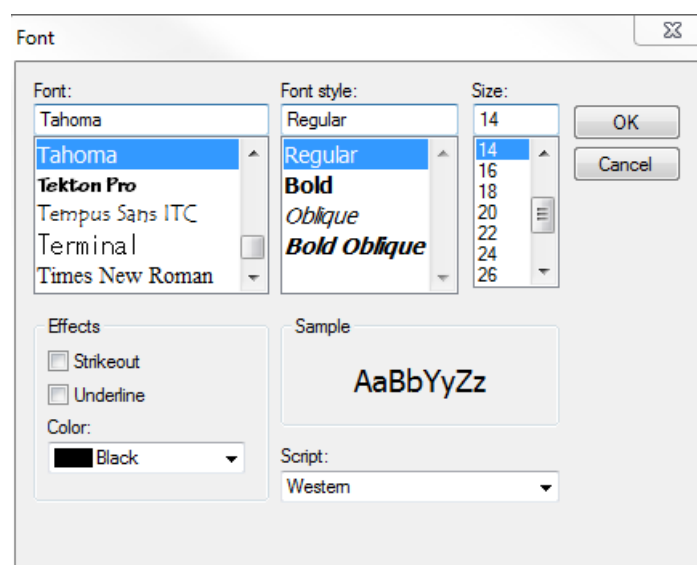 Font
Font:
Font style:
Size:
Tahoma
Regular
14
OK
Cancel
Tahoma
Tekton Pro
Tempus Sans ITC
Terminal
Times New Roman
Regular
Bold
Oblique
Bold Oblique
14
16
18
20
22
24
26
Effects
Strikeout
Underline
Color:
Black
Sample
AaBbYyZz
Script:
Western